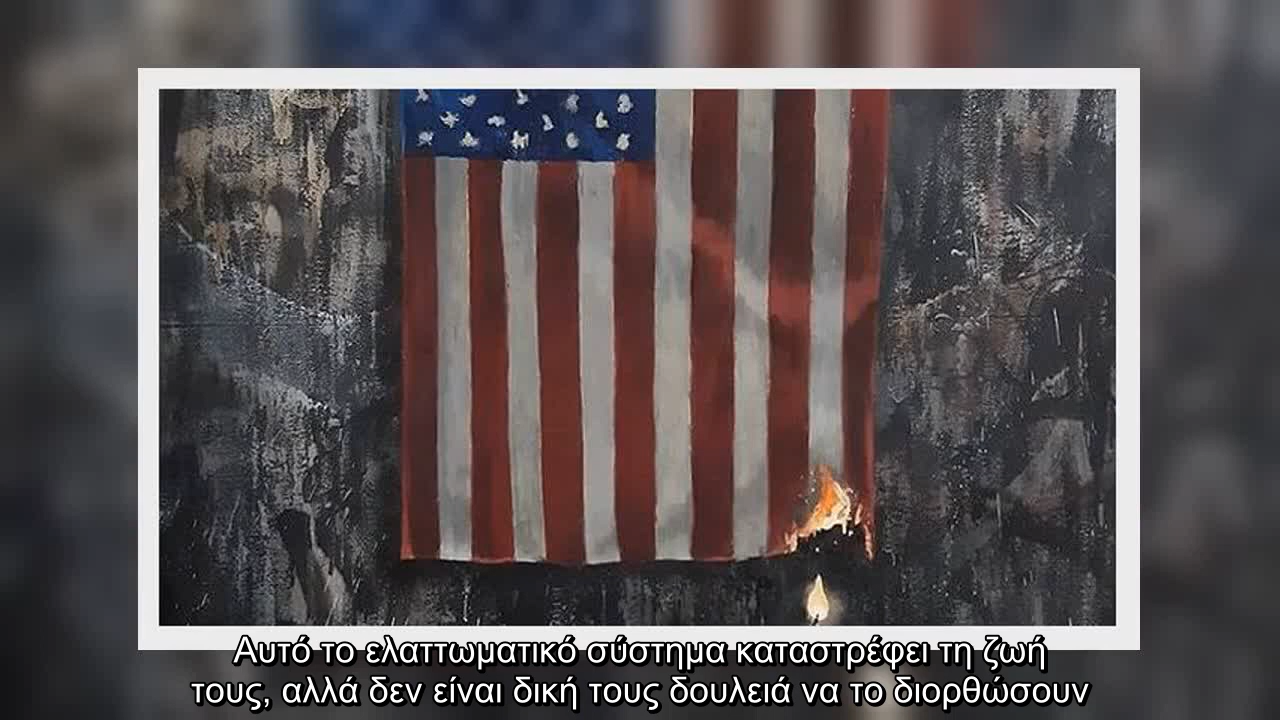 Αυτό το ελαττωματικό σύστημα καταστρέφει τη ζωή
τους, αλλά δεν είναι δική τους δουλειά να το διορθώσουν